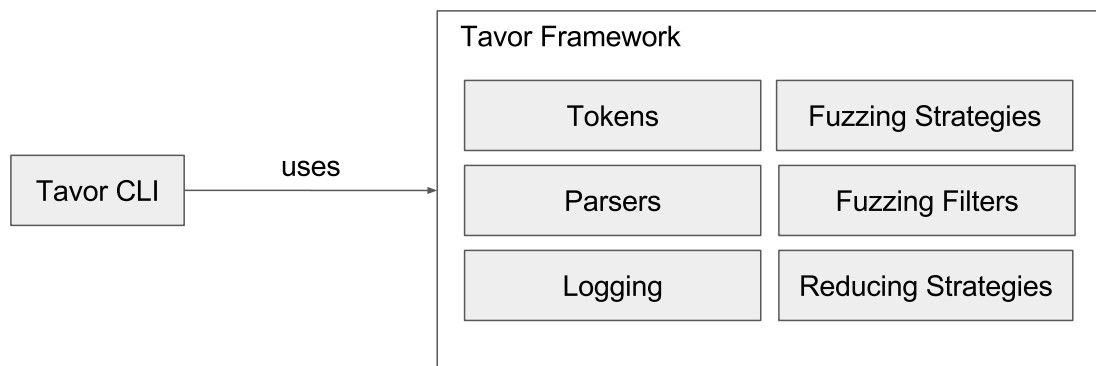 Tavor Framework
Tokens
Fuzzing Strategies
uses
Tavor CLI
Parsers
Fuzzing Filters
Logging
Reducing Strategies